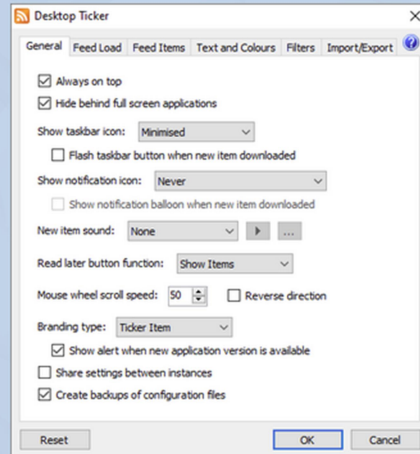 Desktop Ticker
General Feed Load Feed Items Text and Colours Filters Import/Export
Always on top
Hide behind full screen applications
Show taskbar icon: Minimised
Flash taskbar button when new item downloaded
Show notification icon: Never
Show notification balloon when new item downloaded
New item sound: None ...
Read later button function: Show Items
Mouse wheel scroll speed: 50 Reverse direction
Branding type: Ticker Item
Show alert when new application version is available
Share settings between instances
Create backups of configuration files
Reset OK Cancel